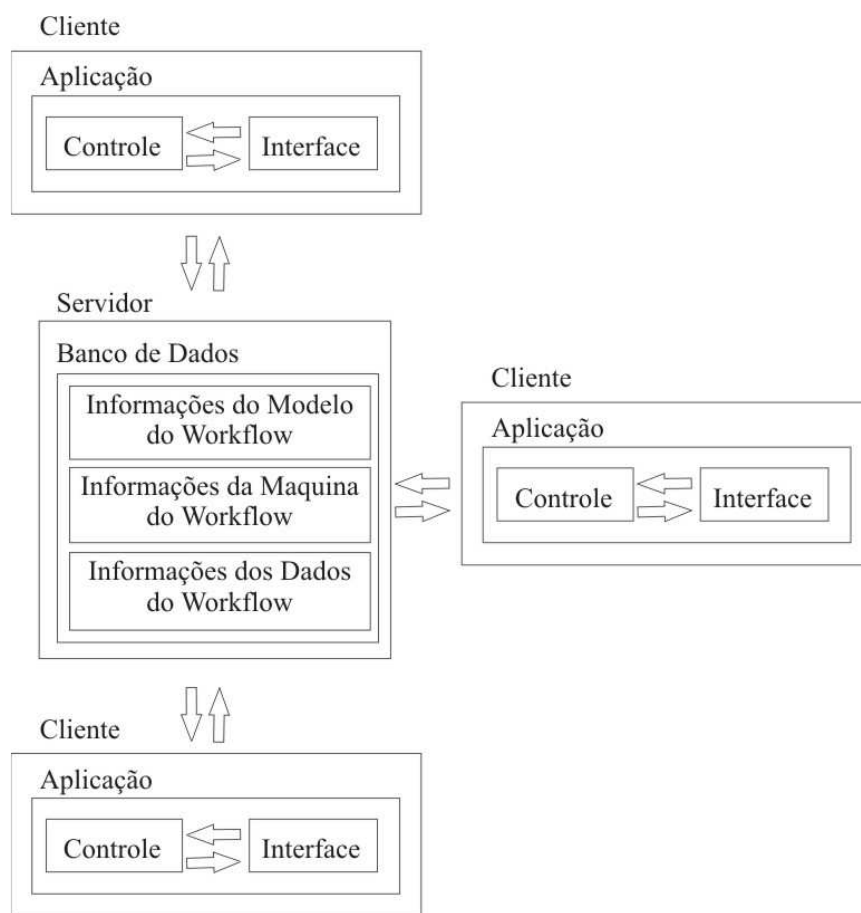 Cliente
Aplicação
Controle
Interface
Servidor
Banco de Dados
Informações do Modelo
do Workflow
Informações da Maquina
do Workflow
Informações dos Dados
do Workflow
Cliente
Aplicação
Controle
Interface
Cliente
Aplicação
Controle
Interface